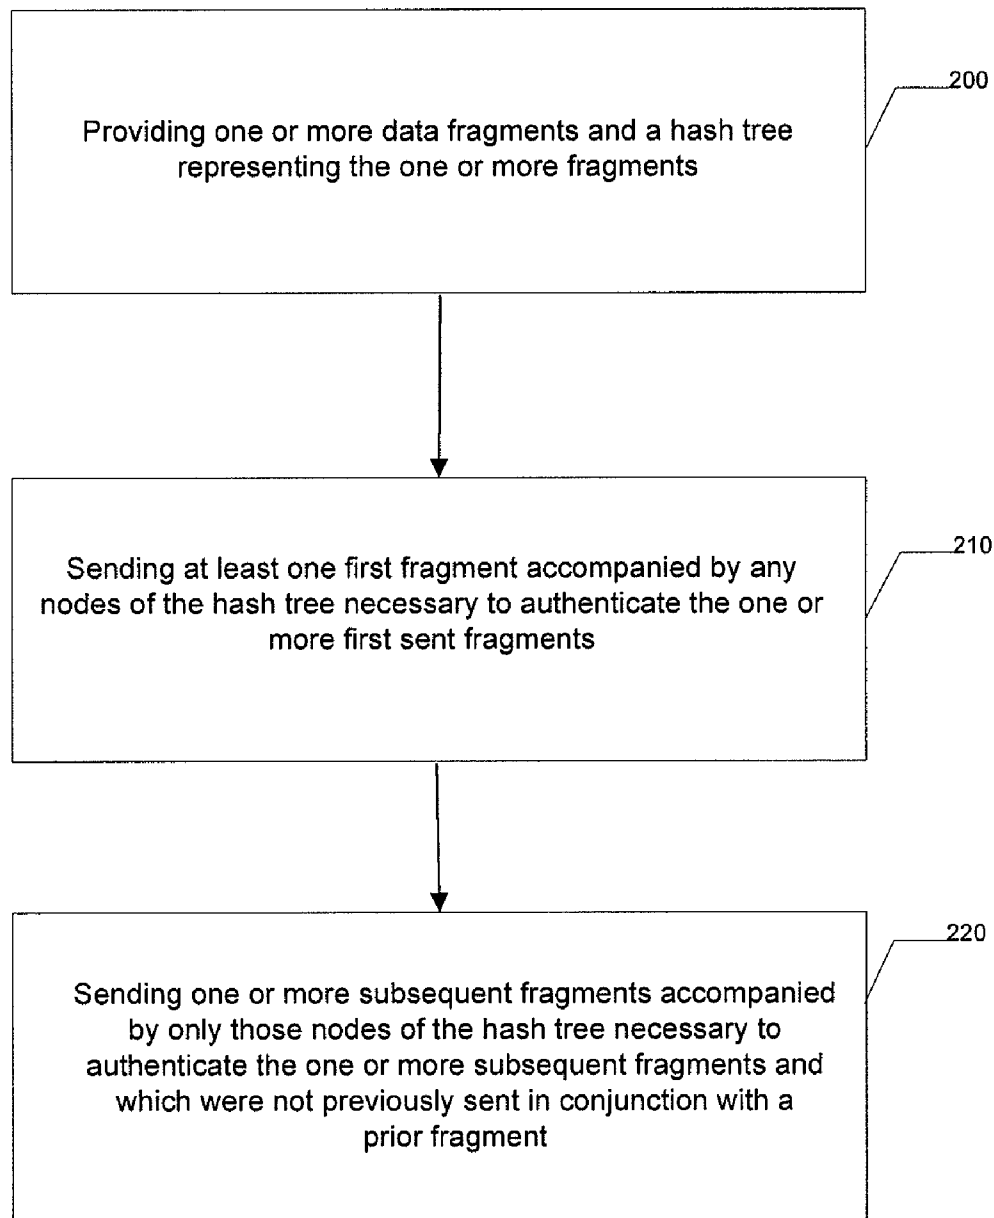 200
Providing one or more data fragments and a hash tree
representing the one or more fragments
210
Sending at least one first fragment accompanied by any
nodes of the hash tree necessary to authenticate the one or
more first sent fragments
220
Sending one or more subsequent fragments accompanied
by only those nodes of the hash tree necessary to
authenticate the one or more subsequent fragments and
which were not previously sent in conjunction with a
prior fragment